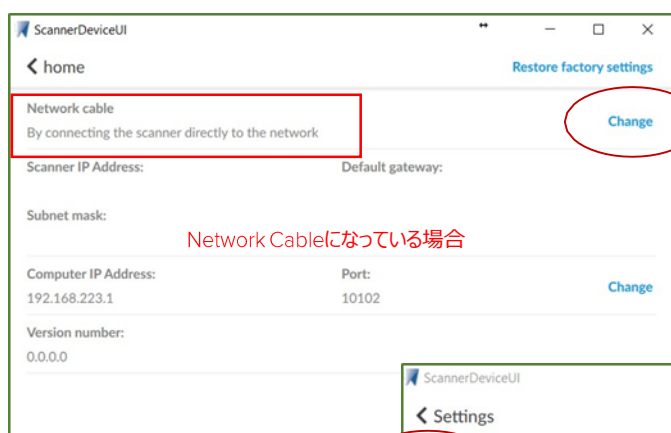 ScannerDeviceUI
home
Restore factory settings
Network cable
Change
By connecting the scanner directly to the network
Scanner IP Address:
Default gateway:
Subnet mask:
Network Cableになっている場合
Computer IP Address:
Port:
Change
192.168.223.1
10102
Version number:
0.0.0.0
ScannerDeviceUI
Settings